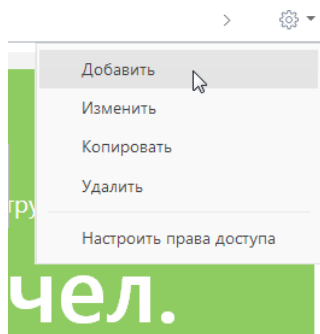 Добавить
Изменить
Копировать
Удалить
Настроить права доступа
чел.